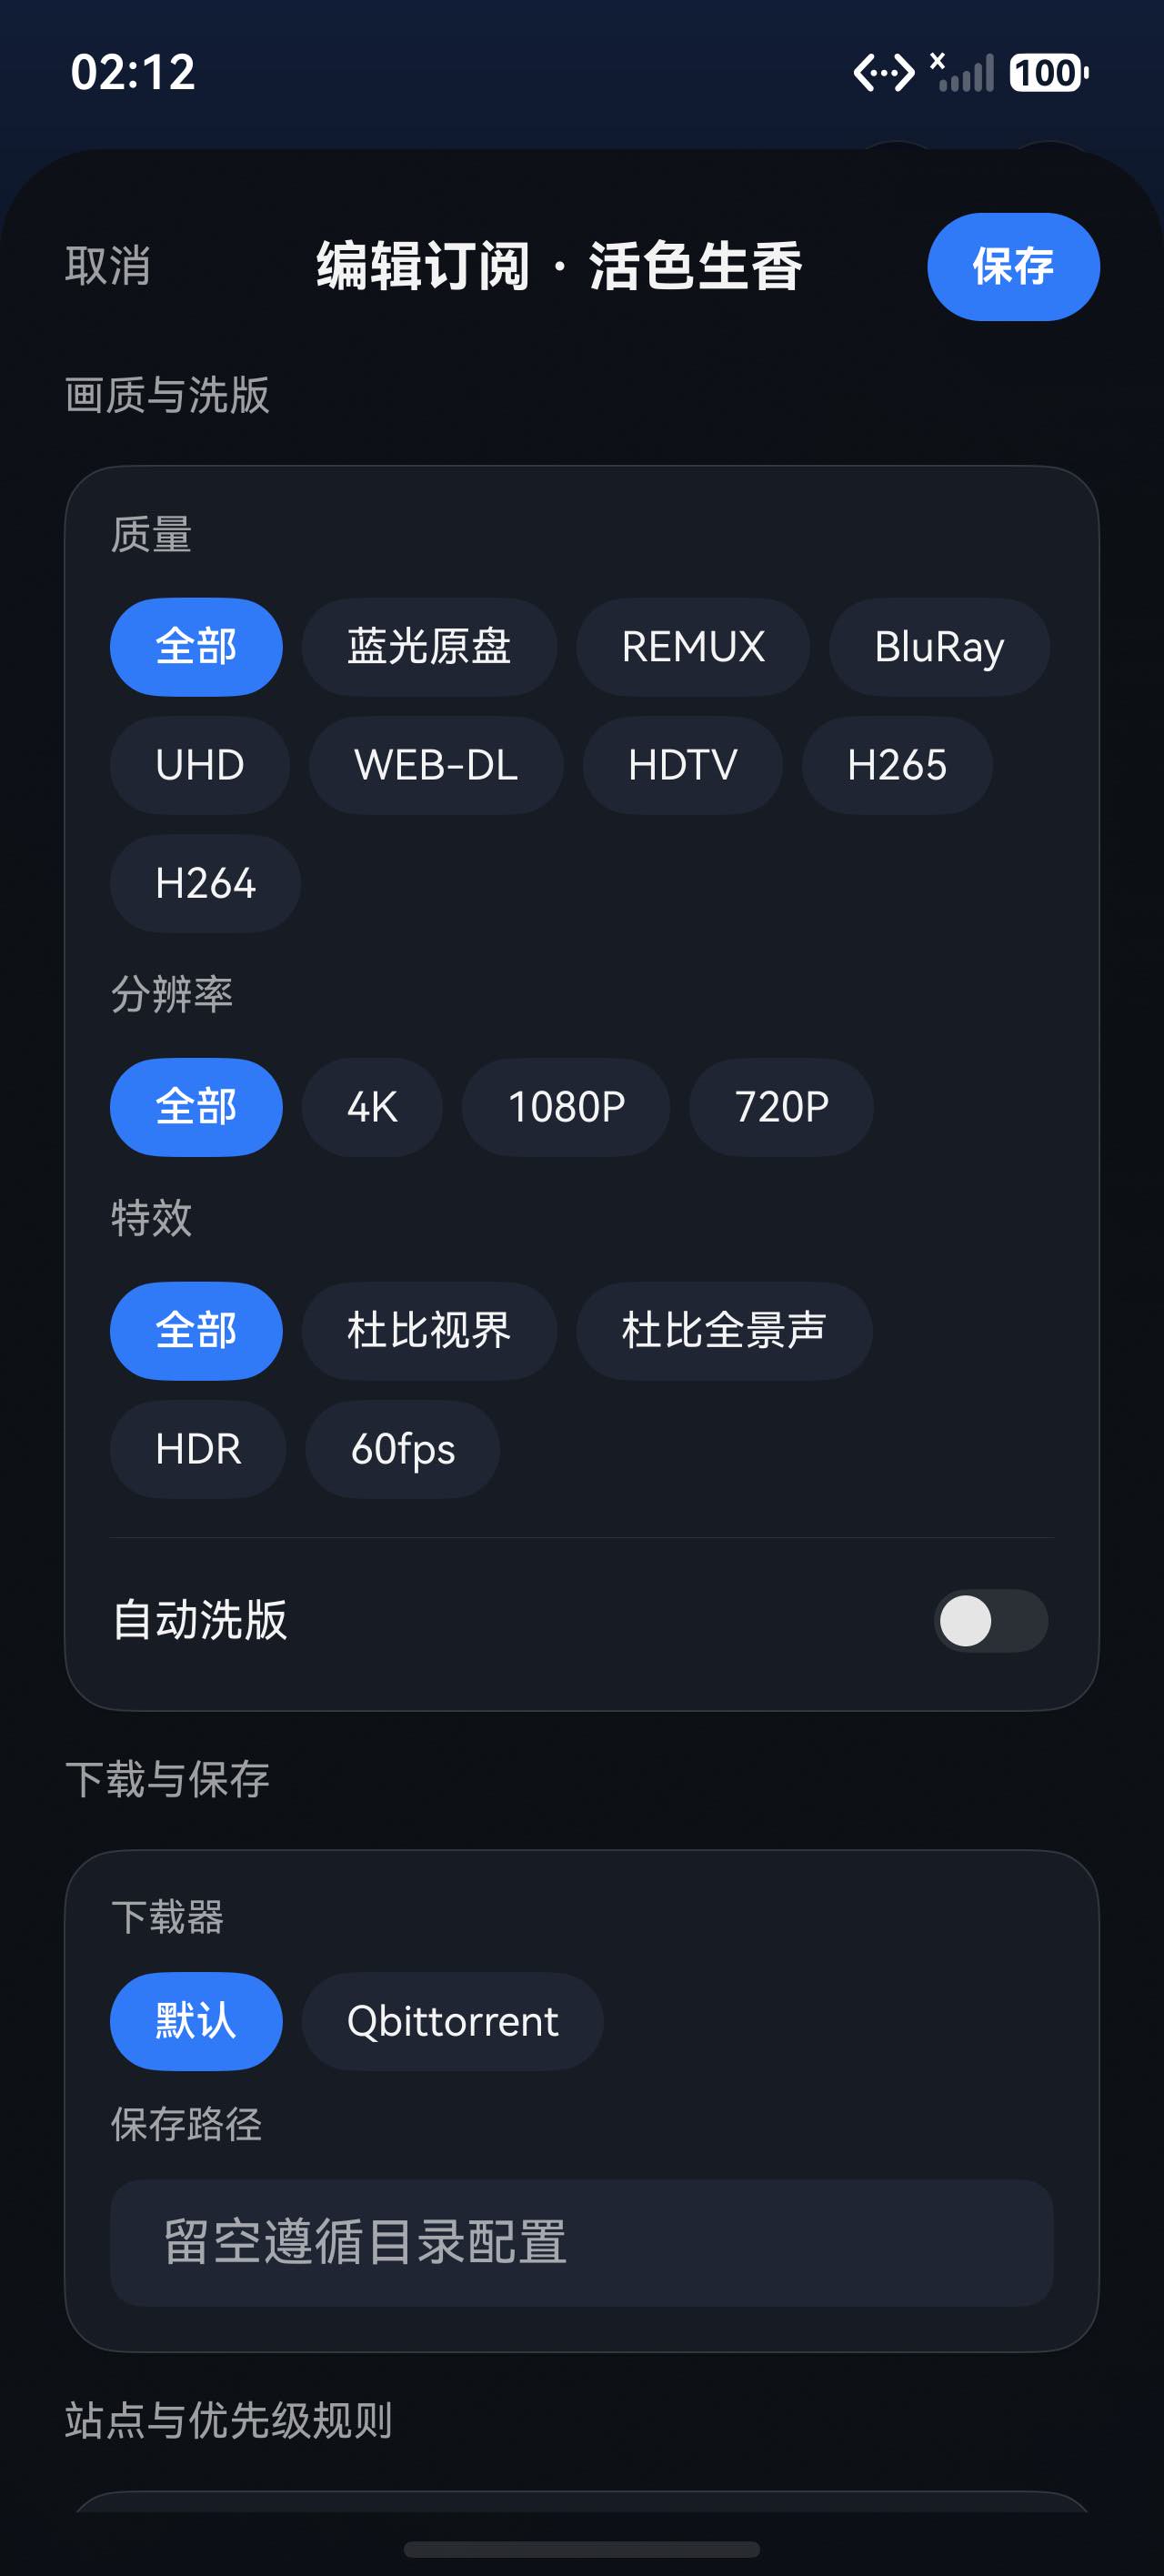 02:12
100
取消
编辑订阅 · 活色生香
保存
画质与洗版
质量
全部 蓝光原盘 REMUX BluRay
UHD WEB-DL HDTV H265
H264
分辨率
全部 4K 1080P 720P
特效
全部 杜比视界 杜比全景声
HDR 60fps
自动洗版
下载与保存
下载器
默认 Qbittorrent
保存路径
留空遵循目录配置
站点与优先级规则